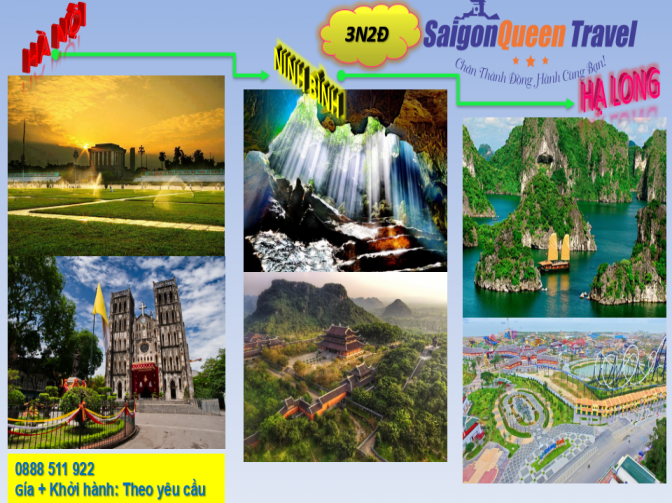 HÀ NỘI
3N2Đ
SaigonQueen Travel
Chân Thành Đồng Hành Cùng Bạn!
NINH BÌNH
HẠ LONG
0888 511 922
Gía + Khởi hành: Theo yêu cầu